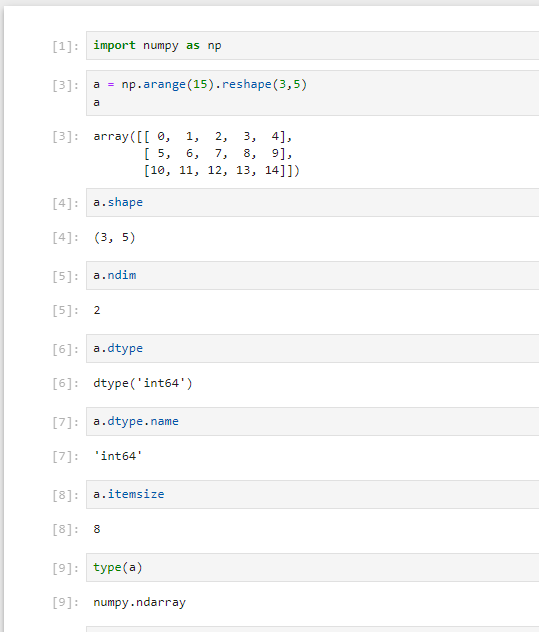 [1]: import numpy as np
[3]: a = np.arange(15).reshape(3,5)
a
[3]: array([[ 0,  1,  2,  3,  4],
       [ 5,  6,  7,  8,  9],
       [10, 11, 12, 13, 14]])
[4]: a.shape
[4]: (3, 5)
[5]: a.ndim
[5]: 2
[6]: a.dtype
[6]: dtype('int64')
[7]: a.dtype.name
[7]: 'int64'
[8]: a.itemsize
[8]: 8
[9]: type(a)
[9]: numpy.ndarray